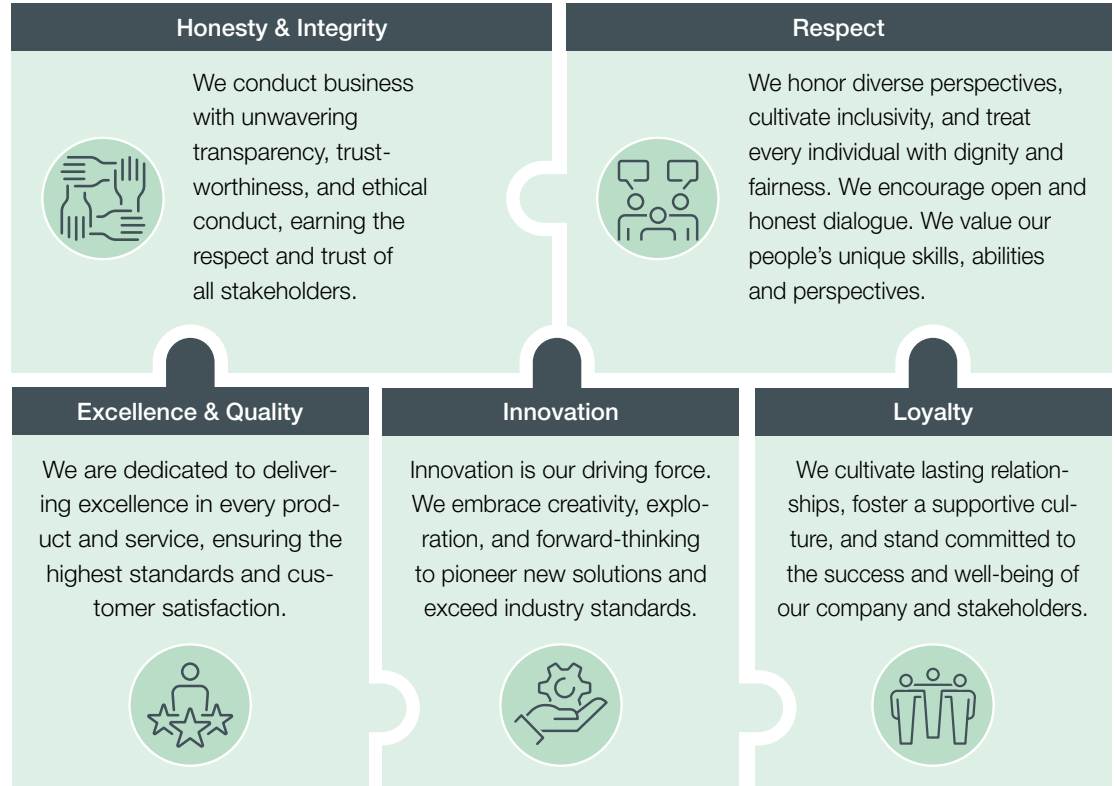 Honesty & Integrity
We conduct business
with unwavering
transparency, trust-
worthiness, and ethical
conduct, earning the
respect and trust of
all stakeholders.
Respect
We honor diverse perspectives,
cultivate inclusivity, and treat
every individual with dignity and
fairness. We encourage open and
honest dialogue. We value our
people’s unique skills, abilities
and perspectives.
Excellence & Quality
We are dedicated to deliver-
ing excellence in every prod-
uct and service, ensuring the
highest standards and cus-
tomer satisfaction.
Innovation
Innovation is our driving force.
We embrace creativity, explo-
ration, and forward-thinking
to pioneer new solutions and
exceed industry standards.
Loyalty
We cultivate lasting relation-
ships, foster a supportive cul-
ture, and stand committed to
the success and well-being of
our company and stakeholders.